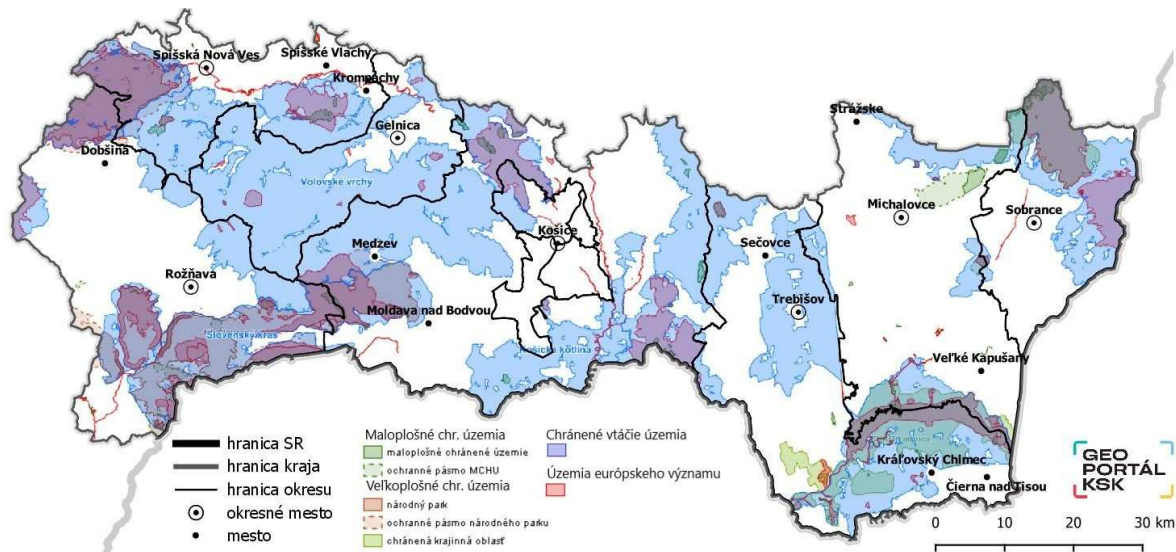 Spišská Nová Ves
Spišské Vlachy
Krompachy
Gelnica
Strážske
Dobšiná
Volovské vrchy
Michalovce
Sobrance
Košice
Medzev
Sečovce
Rožňava
Trebišov
Moldava nad Bodvou
Slovenský kras
Košická kotlina
Veľké Kapušany
Kráľovský Chlmec
Čierna nad Tisou
hranica SR
hranica kraja
hranica okresu
okresné mesto
mesto
Maloplošné chr. územia
maloplošné chránené územie
ochranné pásmo MCHU
Veľkoplošné chr. územia
národný park
ochranné pásmo národného parku
chránená krajinná oblasť
Chránené vtáčie územia
Územia európskeho významu
GEO
PORTÁL
KSK
0 10 20 30 km